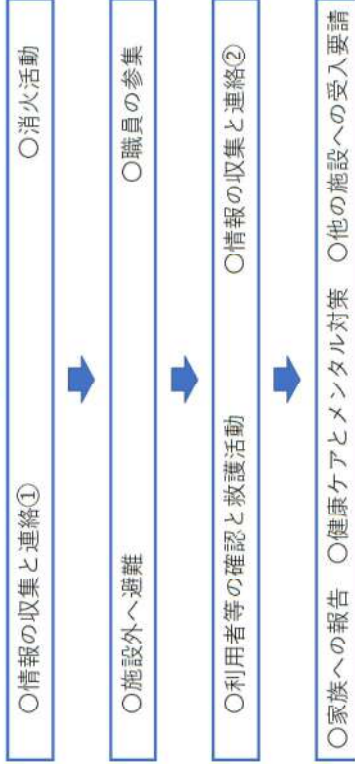 ○情報の収集と連絡① ○消火活動
○施設外へ避難 ○職員の参集
○利用者等の確認と救護活動 ○情報の収集と連絡②
○家族への報告 ○健康ケアとメンタル対策 ○他の施設への受入要請